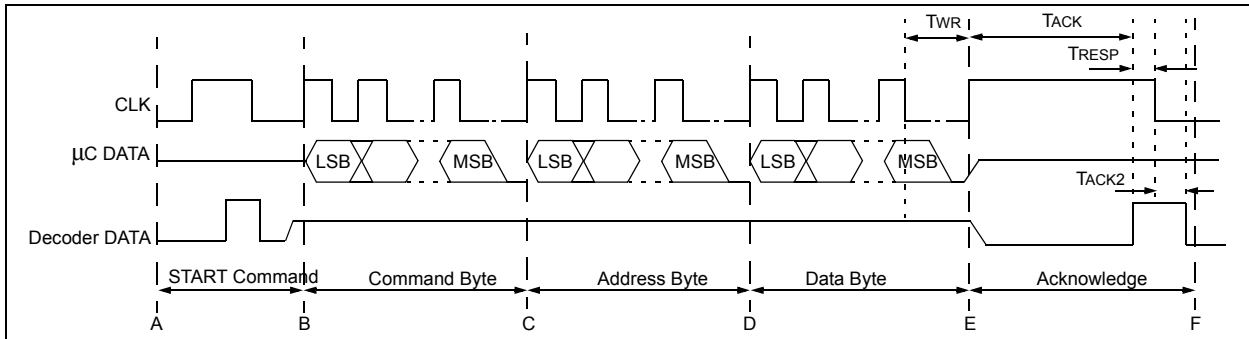 TWR TACK
TRESP
CLK
µC DATA LSB MSB LSB MSB LSB MSB
TACK2
Decoder DATA
START Command Command Byte Address Byte Data Byte Acknowledge
A B C D E F